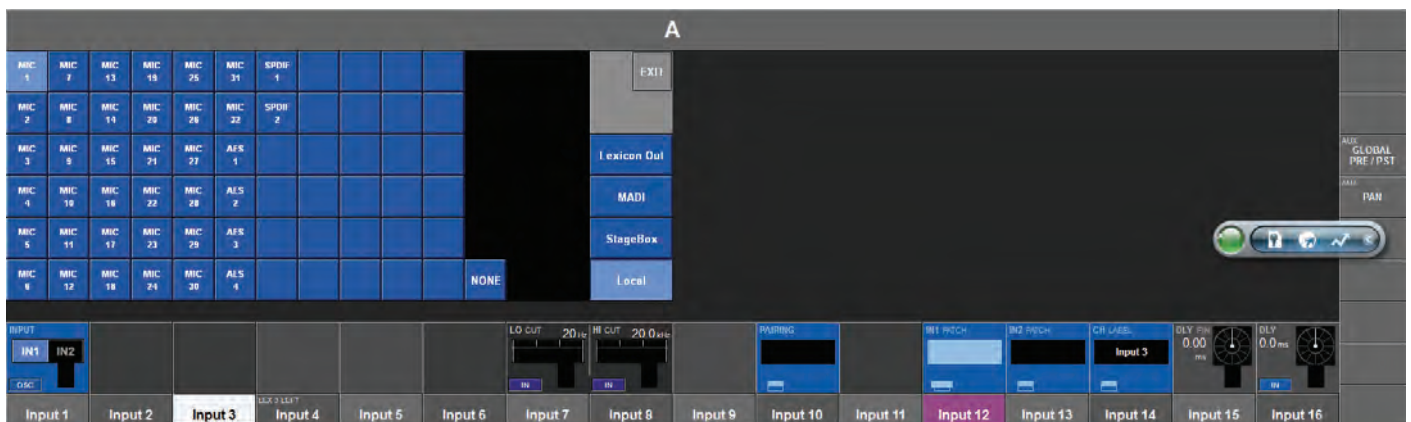 A
MIC 1 MIC 7 MIC 13 MIC 19 MIC 25 MIC 31 SPDIF 1 EXIT
MIC 2 MIC 8 MIC 14 MIC 20 MIC 26 MIC 32 SPDIF 2
MIC 3 MIC 9 MIC 15 MIC 21 MIC 27 AES 1 Lexicon Out
AUX GLOBAL PRE / PST
MIC 4 MIC 10 MIC 16 MIC 22 MIC 28 AES 2 MADI
AUX PAN
MIC 5 MIC 11 MIC 17 MIC 23 MIC 29 AES 3 StageBox
MIC 6 MIC 12 MIC 18 MIC 24 MIC 30 AES 4 NONE Local
INPUT LO CUT 20 Hz HI CUT 20.0 kHz PAIRING IN1 PATCH IN2 PATCH CH LABEL DLY FIN DLY
IN1 IN2 Input 3 0.00 ms 0.0 ms
OSC IN IN IN
LEX 3 LEFT
Input 1 Input 2 Input 3 Input 4 Input 5 Input 6 Input 7 Input 8 Input 9 Input 10 Input 11 Input 12 Input 13 Input 14 Input 15 Input 16